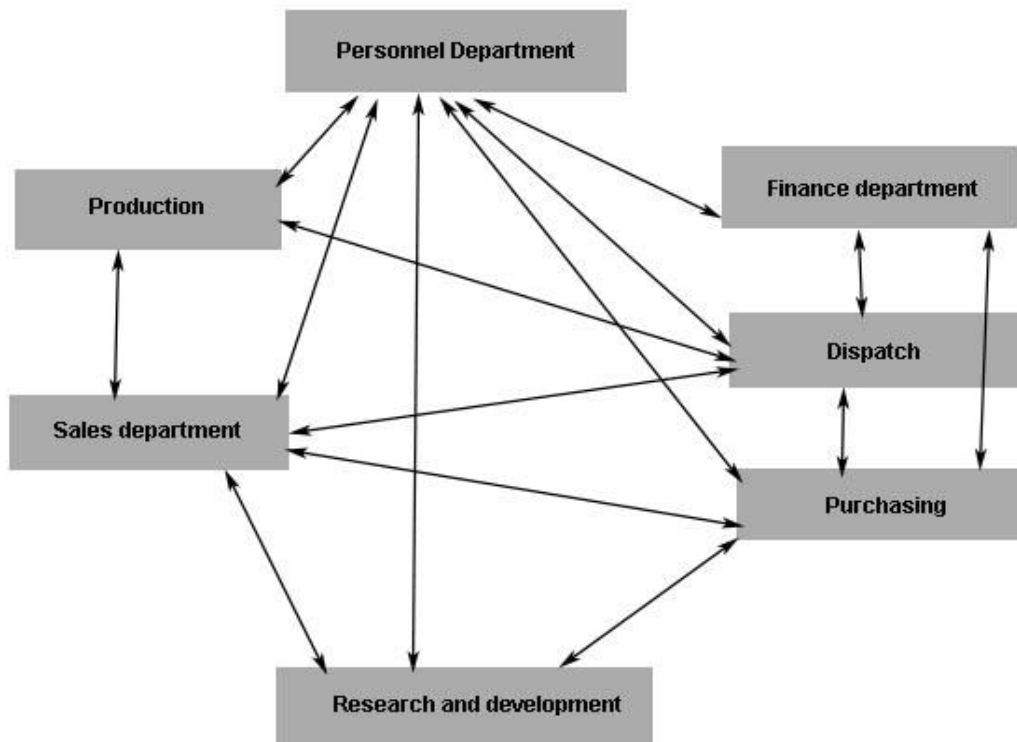 Personnel Department
Finance department
Production
Dispatch
Sales department
Purchasing
Research and development